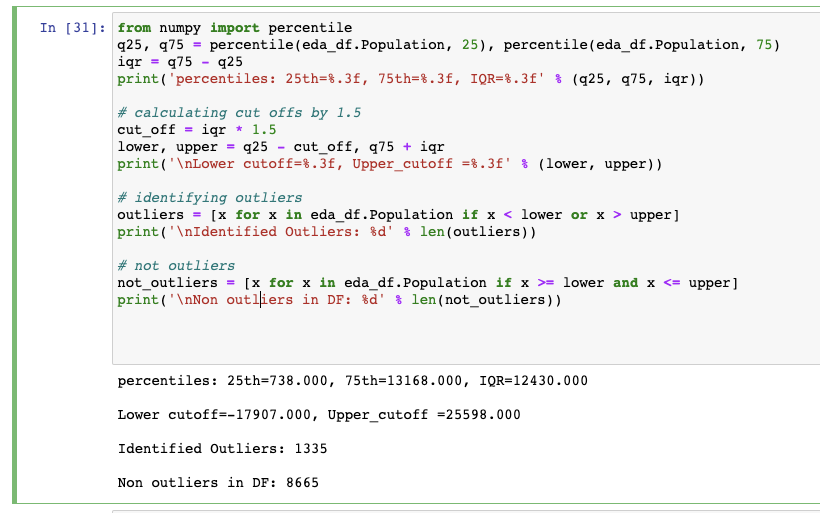 In [31]: from numpy import percentile
q25, q75 = percentile(eda_df.Population, 25), percentile(eda_df.Population, 75)
iqr = q75 - q25
print('percentiles: 25th=%.3f, 75th=%.3f, IQR=%.3f' % (q25, q75, iqr))
# calculating cut offs by 1.5
cut_off = iqr * 1.5
lower, upper = q25 - cut_off, q75 + iqr
print('\nLower cutoff=%.3f, Upper_cutoff =%.3f' % (lower, upper))
# identifying outliers
outliers = [x for x in eda_df.Population if x < lower or x > upper]
print('\nIdentified Outliers: %d' % len(outliers))
# not outliers
not_outliers = [x for x in eda_df.Population if x >= lower and x <= upper]
print('\nNon outliers in DF: %d' % len(not_outliers))
percentiles: 25th=738.000, 75th=13168.000, IQR=12430.000
Lower cutoff=-17907.000, Upper_cutoff =25598.000
Identified Outliers: 1335
Non outliers in DF: 8665